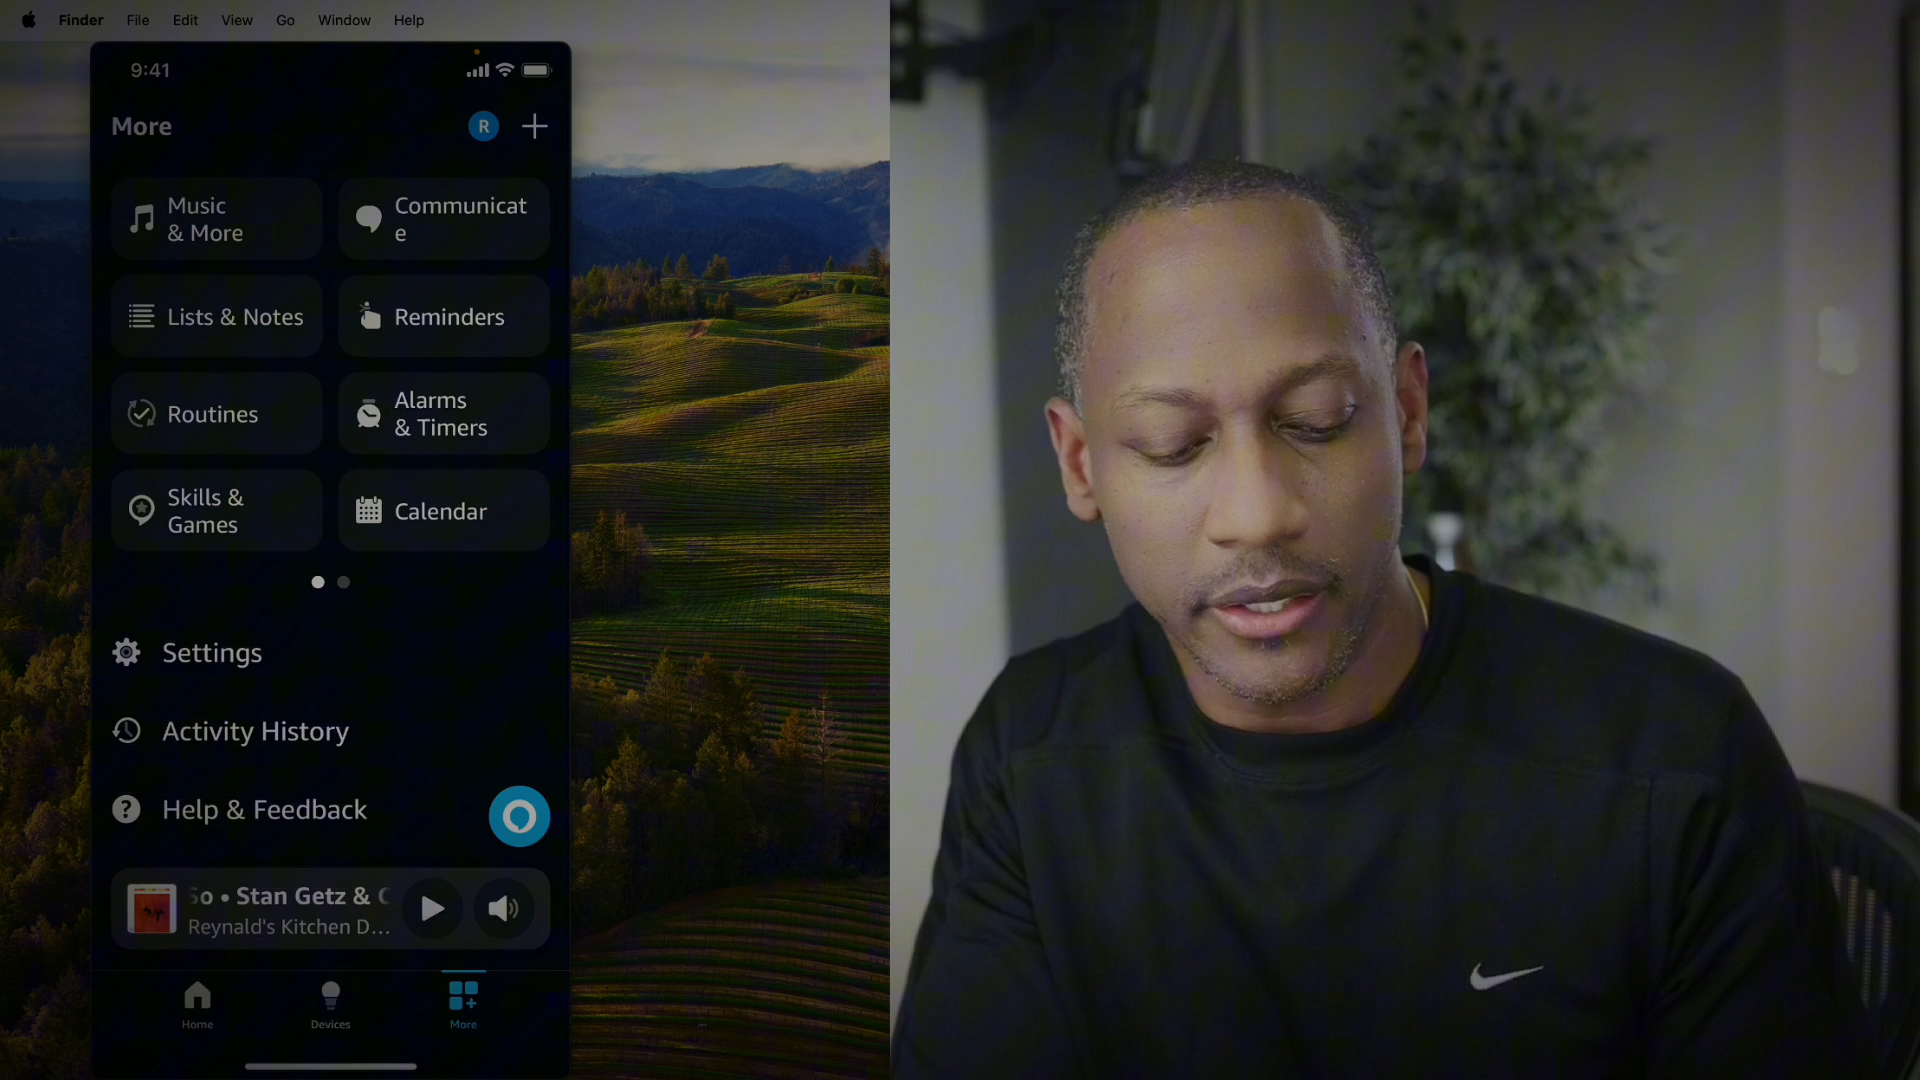 Finder File Edit View Go Window Help
9:41
More
R
Music
& More
Communicat
e
Lists & Notes
Reminders
Routines
Alarms
& Timers
Skills &
Games
Calendar
Settings
Activity History
Help & Feedback
So • Stan Getz &
Reynald's Kitchen D...
Home
Devices
More